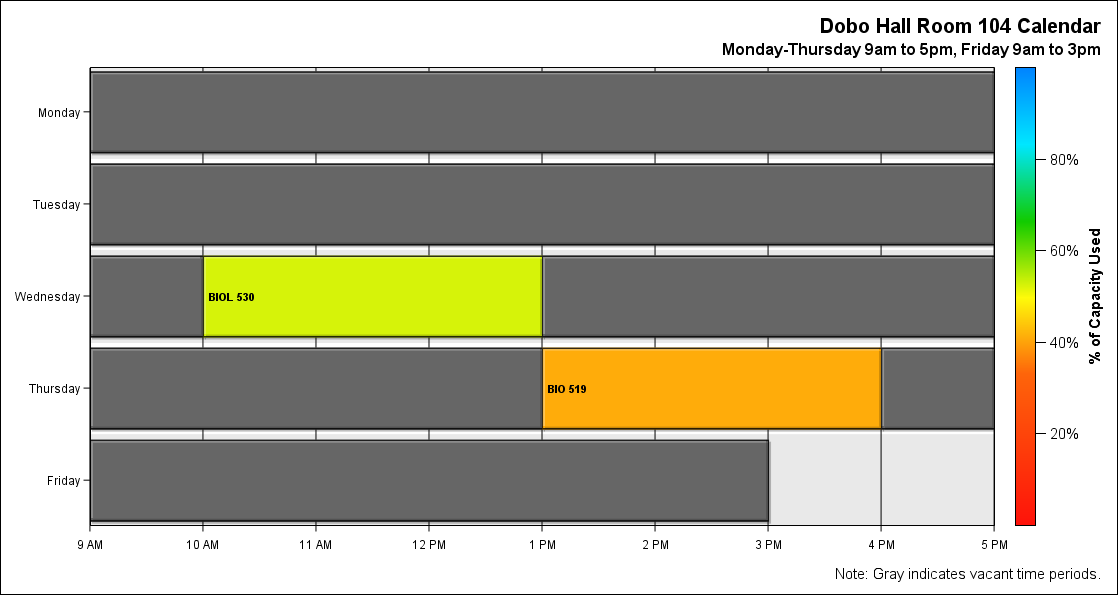 Dobo Hall Room 104 Calendar
Monday-Thursday 9am to 5pm, Friday 9am to 3pm
Monday
Tuesday
Wednesday
BIOL 530
Thursday
BIO 519
Friday
9 AM 10 AM 11 AM 12 PM 1 PM 2 PM 3 PM 4 PM 5 PM
80%
60%
40%
20%
% of Capacity Used
Note: Gray indicates vacant time periods.